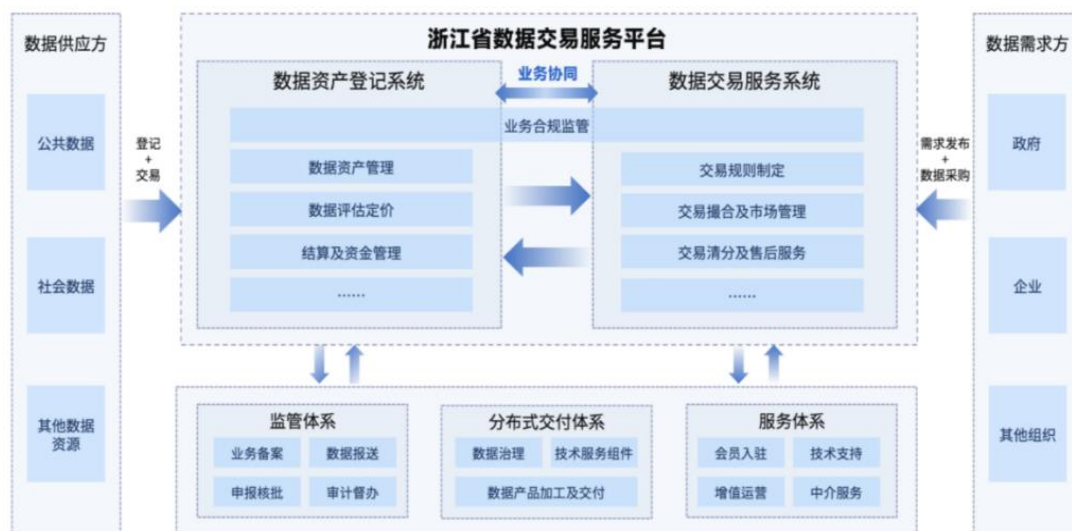 数据供应方
公共数据
社会数据
其他数据
资源
登记
+
交易
浙江省数据交易服务平台
数据资产登记系统
业务协同
数据交易服务系统
业务合规监管
数据资产管理
数据评估定价
结算及资金管理
......
交易规则制定
交易撮合及市场管理
交易清分及售后服务
......
需求发布
+
数据采购
数据需求方
政府
企业
其他组织
监管体系
业务备案
数据报送
申报核批
审计督办
分布式交付体系
数据治理
技术服务组件
数据产品加工及交付
服务体系
会员入驻
技术支持
增值运营
中介服务